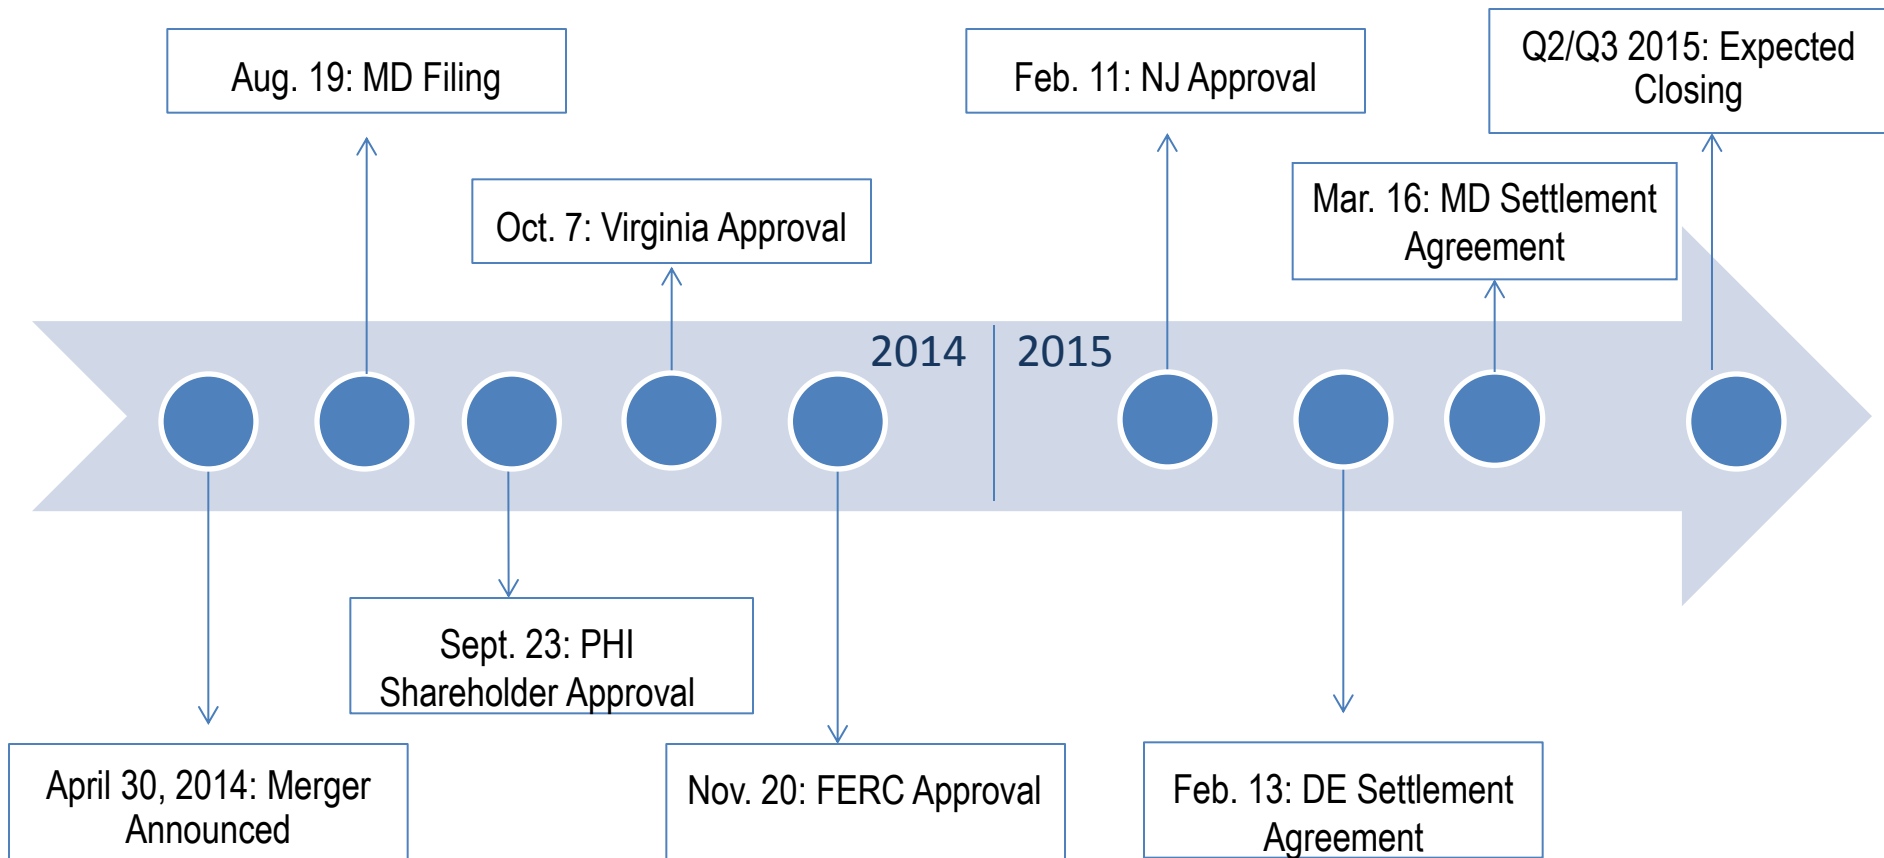 Aug. 19: MD Filing
Feb. 11: NJ Approval
Q2/Q3 2015: Expected
Closing
Oct. 7: Virginia Approval
Mar. 16: MD Settlement
Agreement
2014
2015
Sept. 23: PHI
Shareholder Approval
April 30, 2014: Merger
Announced
Nov. 20: FERC Approval
Feb. 13: DE Settlement
Agreement